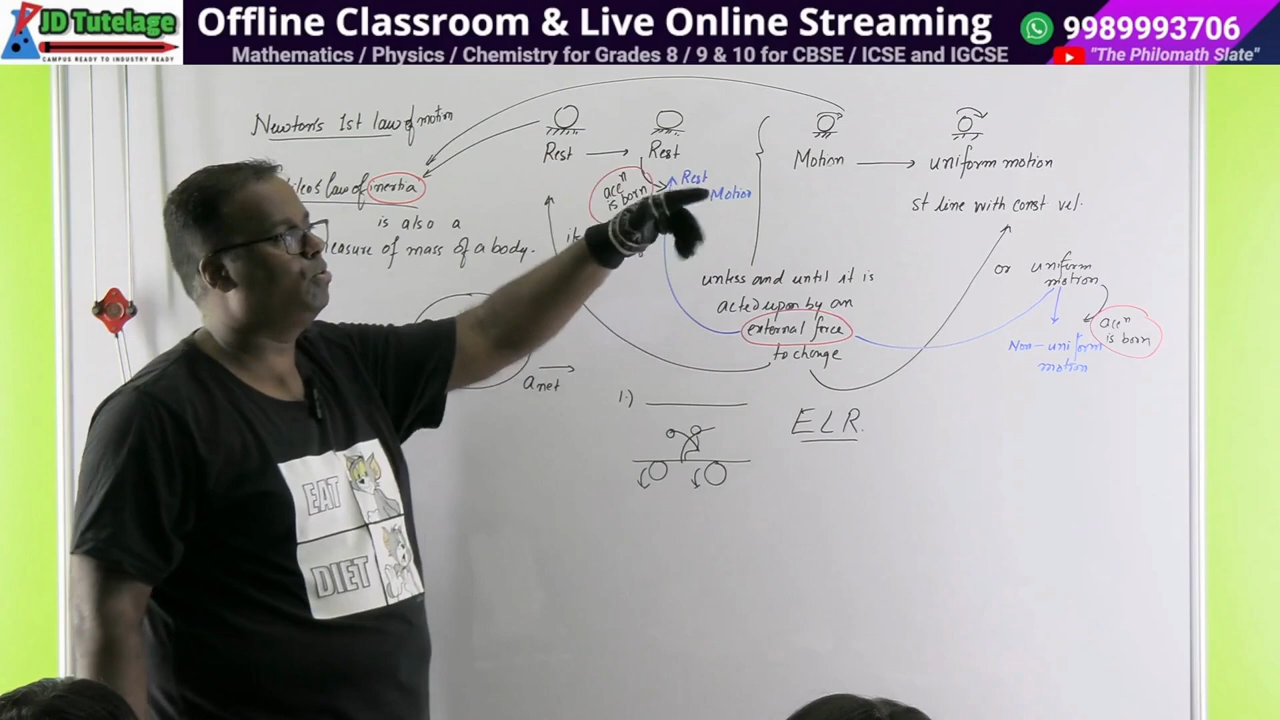 JD Tutelage
CAMPUS READY TO INDUSTRY READY
Offline Classroom & Live Online Streaming
9989993706
Mathematics / Physics / Chemistry for Grades 8 / 9 & 10 for CBSE / ICSE and IGCSE
"The Philomath Slate"
Newton's 1st law of motion
law of inertia
is also a
measure of mass of a body.
Rest
Rest
accⁿ
is born
Rest
Motion
Motion
uniform motion
st line with const vel.
or uniform
motion
accⁿ
is born
Non-uniform
motion
unless and until it is
acted upon by an
external force
to change
a net
1.)
ELR.
EAT
DIET